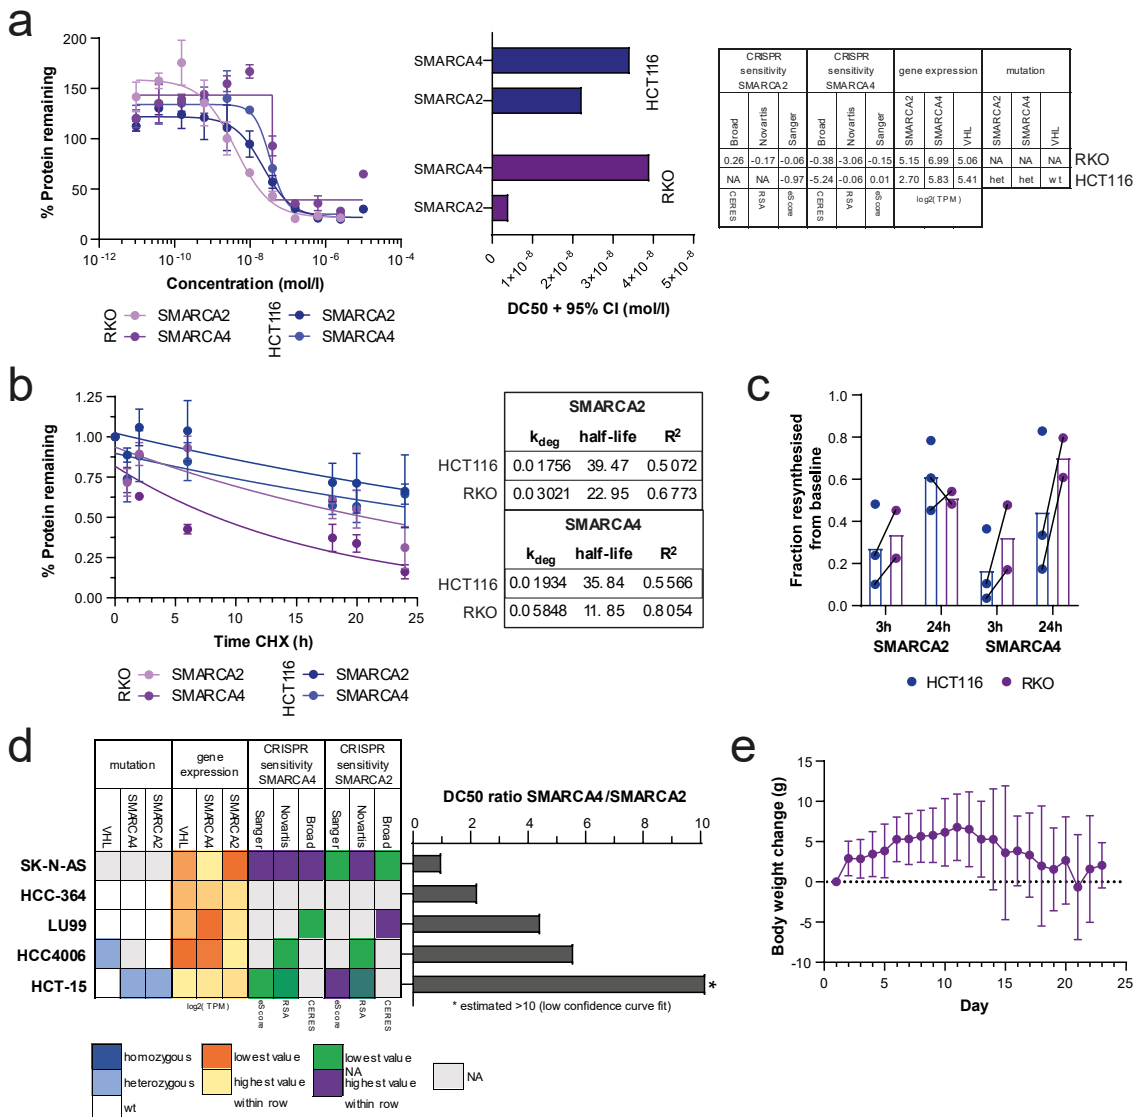 a
200
150
100
50
0
% Protein remaining
10-12
10-10
10-8
10-6
10-4
Concentration (mol/l)
RKO
SMARCA2
SMARCA4
HCT116
SMARCA2
SMARCA4
SMARCA4
SMARCA2
HCT116
SMARCA4
SMARCA2
RKO
0
1×10-8
2×10-8
3×10-8
4×10-8
5×10-8
DC50 + 95% CI (mol/l)
CRISPR sensitivity SMARCA2
CRISPR sensitivity SMARCA4
gene expression
mutation
Broad Novartis Sanger Broad Novartis Sanger SMARCA2 SMARCA4 VHL SMARCA2 SMARCA4 VHL
0.26 -0.17 -0.06 -0.38 -3.06 -0.15 5.15 6.99 5.06 NA NA NA RKO
NA NA -0.97 -5.24 -0.06 0.01 2.70 5.83 5.41 het het wt HCT116
CERES RSA eScore CERES RSA eScore log2(TPM)
b
1.25
1.00
0.75
0.50
0.25
0.00
% Protein remaining
0 5 10 15 20 25
Time CHX (h)
RKO
SMARCA2
SMARCA4
HCT116
SMARCA2
SMARCA4
SMARCA2
kdeg half-life R2
HCT116 0.01756 39.47 0.5072
RKO 0.03021 22.95 0.6773
SMARCA4
kdeg half-life R2
HCT116 0.01934 35.84 0.5566
RKO 0.05848 11.85 0.8054
c
1.0
0.8
0.6
0.4
0.2
0.0
Fraction resynthesised
from baseline
3h 24h 3h 24h
SMARCA2 SMARCA4
HCT116 RKO
d
mutation
gene expression
CRISPR sensitivity SMARCA4
CRISPR sensitivity SMARCA2
VHL SMARCA4 SMARCA2 VHL SMARCA4 SMARCA2 Sanger Novartis Broad Sanger Novartis Broad
SK-N-AS
HCC-364
LU99
HCC4006
HCT-15
log2(TPM) eScore RSA CERES eScore RSA CERES
DC50 ratio SMARCA4/SMARCA2
0 2 4 6 8 10
*
* estimated >10 (low confidence curve fit)
homozygous
heterozygous
wt
lowest value
highest value
within row
lowest value
NA
highest value
within row
NA
e
15
10
5
0
-5
-10
Body weight change (g)
0 5 10 15 20 25
Day